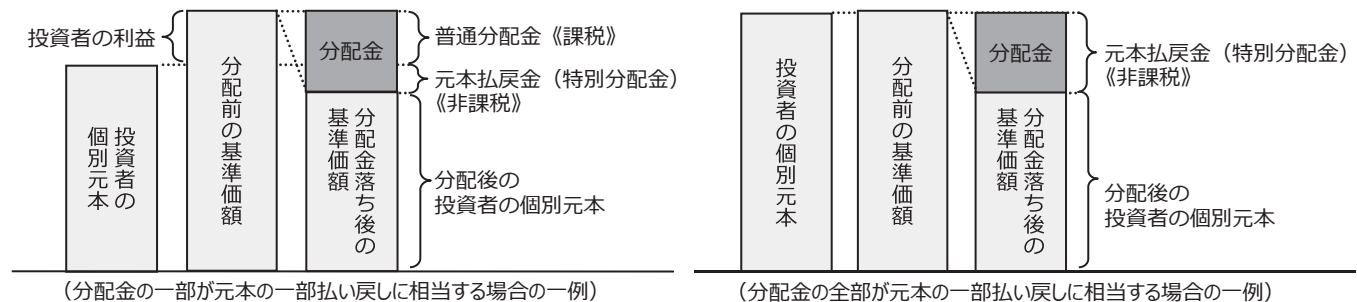 投資者の利益
投資者の
個別元本
分配前の基準価額
分配金
分配金落ち後の
基準価額
普通分配金《課税》
元本払戻金（特別分配金）
《非課税》
分配後の
投資者の個別元本
（分配金の一部が元本の一部払い戻しに相当する場合の一例）
投資者の個別元本
分配前の基準価額
分配金
分配金落ち後の
基準価額
元本払戻金（特別分配金）
《非課税》
分配後の
投資者の個別元本
（分配金の全部が元本の一部払い戻しに相当する場合の一例）